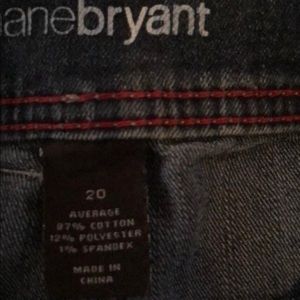 anebryant
20
AVERAGE
87% COTTON
12% POLYESTER
1% SPANDEX
MADE IN
CHINA